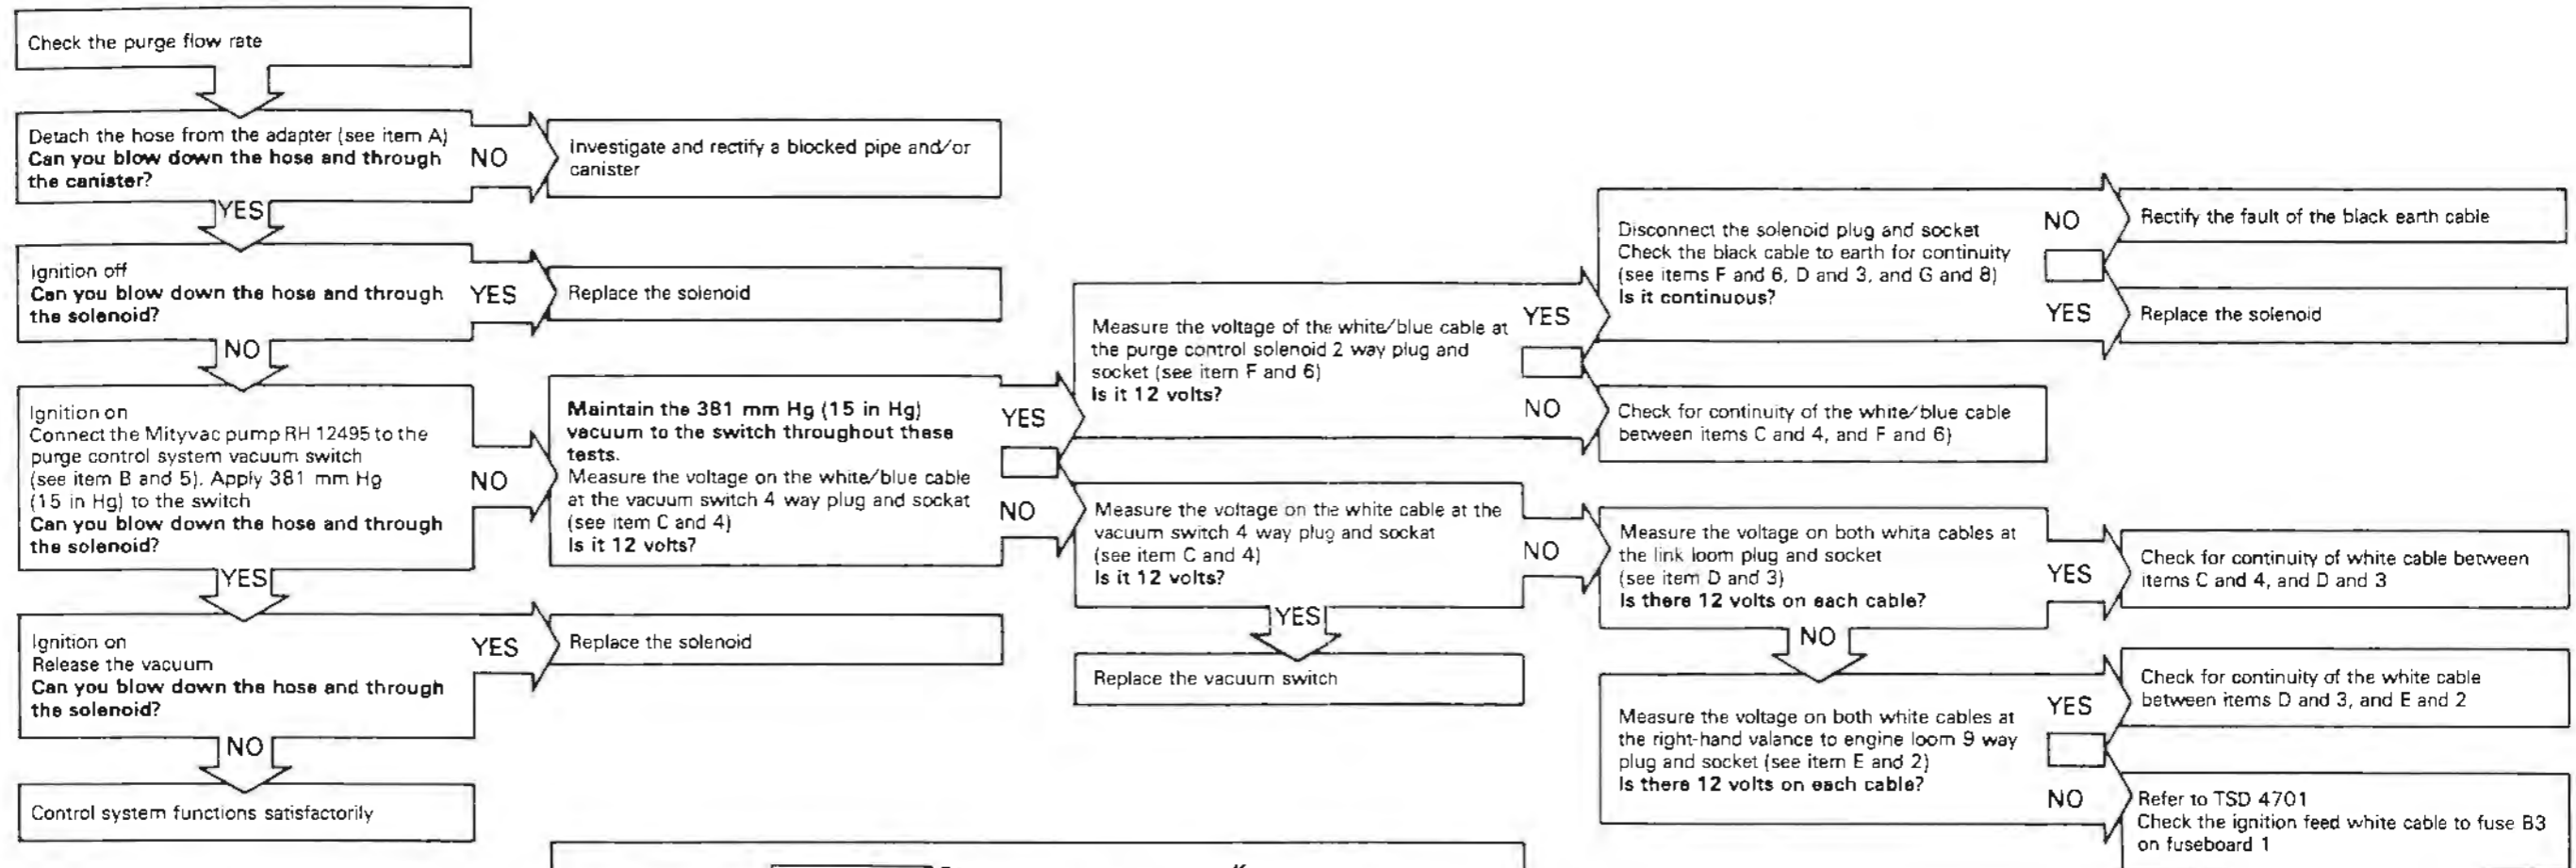 Check the purge flow rate
Detach the hose from the adapter (see item A)
Can you blow down the hose and through
the canister?
NO
Investigate and rectify a blocked pipe and/or
canister
YES
Ignition off
Can you blow down the hose and through
the solenoid?
YES
Replace the solenoid
NO
Ignition on
Connect the Mityvac pump RH 12495 to the
purge control system vacuum switch
(see item B and 5). Apply 381 mm Hg
(15 in Hg) to the switch
Can you blow down the hose and through
the solenoid?
NO
YES
Ignition on
Release the vacuum
Can you blow down the hose and through
the solenoid?
YES
Replace the solenoid
NO
Control system functions satisfactorily
Maintain the 381 mm Hg (15 in Hg)
vacuum to the switch throughout these
tests.
Measure the voltage on the white/blue cable
at the vacuum switch 4 way plug and sockat
(see item C and 4)
Is it 12 volts?
YES
NO
Measure the voltage of the white/blue cable at
the purge control solenoid 2 way plug and
socket (see item F and 6)
Is it 12 volts?
YES
NO
Disconnect the solenoid plug and socket
Check the black cable to earth for continuity
(see items F and 6, D and 3, and G and 8)
Is it continuous?
NO
Rectify the fault of the black earth cable
YES
Replace the solenoid
Check for continuity of the white/blue cable
between items C and 4, and F and 6)
Measure the voltage on the white cable at the
vacuum switch 4 way plug and sockat
(see item C and 4)
Is it 12 volts?
NO
YES
Replace the vacuum switch
Measure the voltage on both whita cables at
the link loom plug and socket
(see item D and 3)
Is there 12 volts on each cable?
YES
Check for continuity of white cable between
items C and 4, and D and 3
NO
Measure the voltage on both white cables at
the right-hand valance to engine loom 9 way
plug and socket (see item E and 2)
Is there 12 volts on each cable?
YES
Check for continuity of the white cable
between items D and 3, and E and 2
NO
Refer to TSD 4701
Check the ignition feed white cable to fuse B3
on fuseboard 1